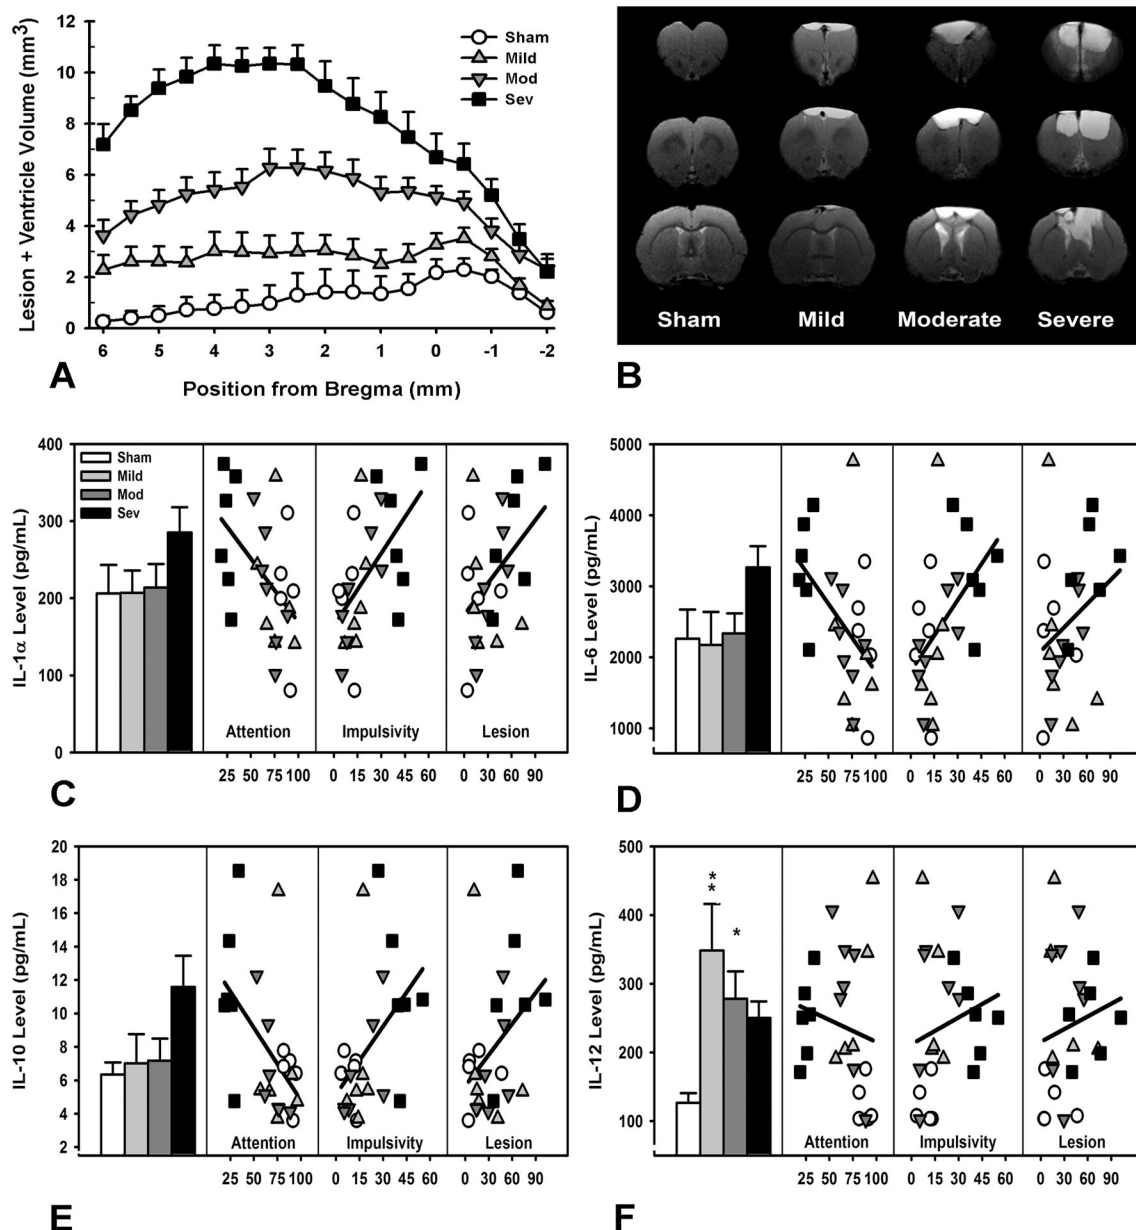 Lesion + Ventricle Volume (mm3)
12
10
8
6
4
2
0
Sham
Mild
Mod
Sev
6 5 4 3 2 1 0 -1 -2
Position from Bregma (mm)
A
Sham Mild Moderate Severe
B
IL-1α Level (pg/mL)
400
300
200
100
0
Sham
Mild
Mod
Sev
Attention Impulsivity Lesion
25 50 75 100 0 15 30 45 60 0 30 60 90
C
IL-6 Level (pg/mL)
5000
4000
3000
2000
1000
25 50 75 100 0 15 30 45 60 0 30 60 90
D
IL-10 Level (pg/mL)
20
18
16
14
12
10
8
6
4
2
Attention Impulsivity Lesion
25 50 75 100 0 15 30 45 60 0 30 60 90
E
IL-12 Level (pg/mL)
500
400
300
200
100
*
*
*
Attention Impulsivity Lesion
25 50 75 100 0 15 30 45 60 0 30 60 90
F